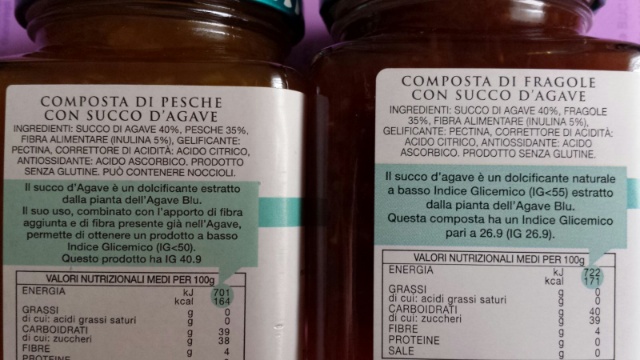 COMPOSTA DI PESCHE
CON SUCCO D'AGAVE
INGREDIENTI: SUCCO DI AGAVE 40%, PESCHE 35%,
FIBRA ALIMENTARE (INULINA 5%), GELIFICANTE:
PECTINA, CORRETTORE DI ACIDITÀ: ACIDO CITRICO,
ANTIOSSIDANTE: ACIDO ASCORBICO. PRODOTTO
SENZA GLUTINE. PUÒ CONTENERE NOCCIOLI.
Il succo d'Agave è un dolcificante estratto
dalla pianta dell'Agave Blu.
Il suo uso, combinato con l'apporto di fibra
aggiunta e di fibra presente già nell'Agave,
permette di ottenere un prodotto a basso
Indice Glicemico (IG<50).
Questo prodotto ha IG 40.9
VALORI NUTRIZIONALI MEDI PER 100g
ENERGIA kJ 701
kcal 164
GRASSI g 0
di cui: acidi grassi saturi g 0
CARBOIDRATI g 39
di cui: zuccheri g 38
FIBRE g 4
PROTEINE
COMPOSTA DI FRAGOLE
CON SUCCO D'AGAVE
INGREDIENTI: SUCCO DI AGAVE 40%, FRAGOLE
35%, FIBRA ALIMENTARE (INULINA 5%),
GELIFICANTE: PECTINA, CORRETTORE DI ACIDITÀ:
ACIDO CITRICO, ANTIOSSIDANTE: ACIDO
ASCORBICO. PRODOTTO SENZA GLUTINE.
Il succo d'Agave è un dolcificante naturale
a basso Indice Glicemico (IG<55) estratto
dalla pianta dell'Agave Blu.
Questa composta ha un Indice Glicemico
pari a 26.9 (IG 26.9).
VALORI NUTRIZIONALI MEDI PER 100g
ENERGIA kJ 722
kcal 171
GRASSI g 0
di cui: acidi grassi saturi g 0
CARBOIDRATI g 40
di cui: zuccheri g 39
FIBRE g 4
PROTEINE g 0
SALE g 0